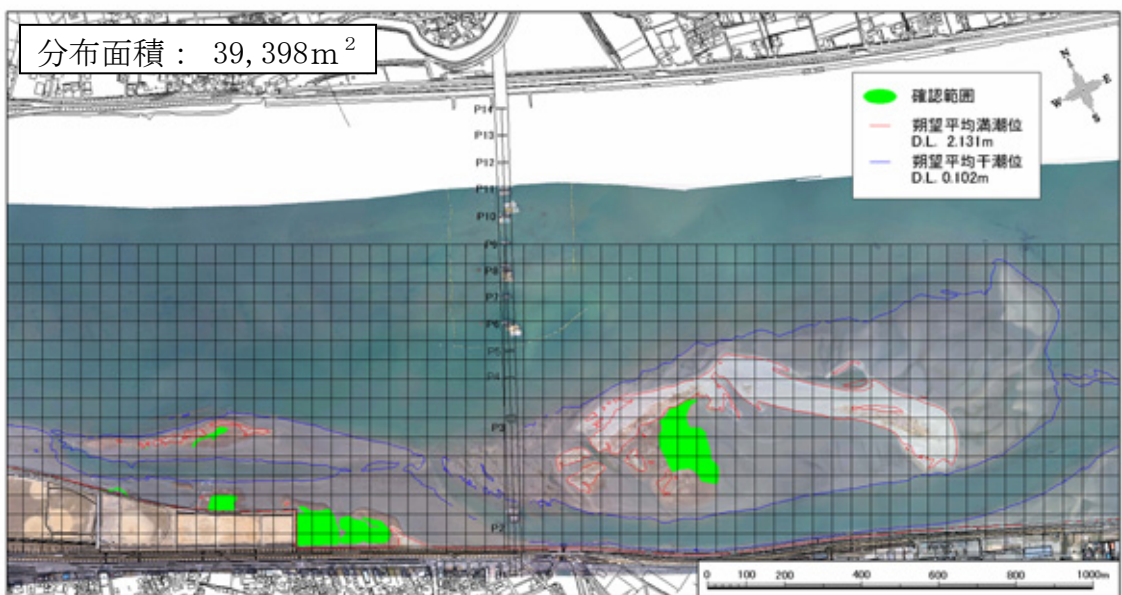 分布面積： 39,398m²
N
E
W
S
確認範囲
朔望平均満潮位
D.L. 2.131m
朔望平均干潮位
D.L. 0.102m
P14
P13
P12
P11
P10
P9
P8
P7
P6
P5
P4
P3
P2
0 100 200 400 600 800 1000m